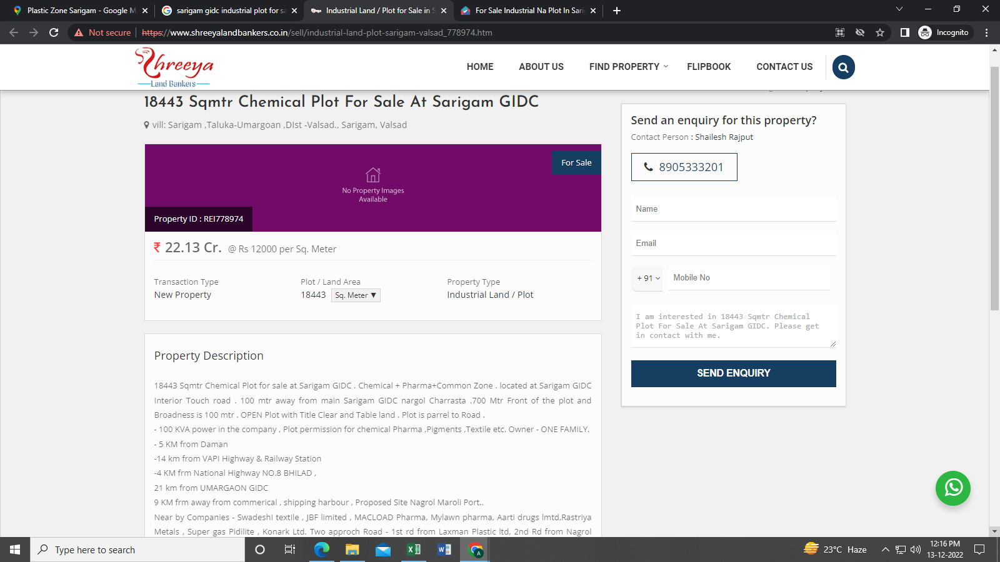 Plastic Zone Sarigam - Google M
sarigam gidc industrial plot for sa
Industrial Land / Plot for Sale in S
For Sale Industrial Na Plot In Sari
Not secure
https://www.shreeyalandbankers.co.in/sell/industrial-land-plot-sarigam-valsad_778974.htm
Incognito
Shreeya
Land Bankers
HOME
ABOUT US
FIND PROPERTY
FLIPBOOK
CONTACT US
18443 Sqmtr Chemical Plot For Sale At Sarigam GIDC
vill: Sarigam ,Taluka-Umargoan ,DIst -Valsad., Sarigam, Valsad
For Sale
No Property Images
Available
Property ID : REI778974
₹ 22.13 Cr. @ Rs 12000 per Sq. Meter
Transaction Type
New Property
Plot / Land Area
18443 Sq. Meter ▼
Property Type
Industrial Land / Plot
Property Description
18443 Sqmtr Chemical Plot for sale at Sarigam GIDC . Chemical + Pharma+Common Zone . located at Sarigam GIDC
Interior Touch road . 100 mtr away from main Sarigam GIDC nargol Charrasta .700 Mtr Front of the plot and
Broadness is 100 mtr . OPEN Plot with Title Clear and Table land . Plot is parrel to Road .
- 100 KVA power in the company , Plot permission for chemical Pharma ,Pigments ,Textile etc. Owner - ONE FAMILY.
- 5 KM from Daman
-14 km from VAPI Highway & Railway Station
-4 KM frm National Highway NO.8 BHILAD ,
21 km from UMARGAON GIDC
9 KM frm away from commerical , shipping harbour , Proposed Site Nagrol Maroli Port..
Near by Companies - SwadeshI textile , JBF limited , MACLOAD Pharma, Mylawn pharma, Aarti drugs lmtd,Rastriya
Metals , Super gas Pidilite , Konark Ltd. Two approch Road - 1st rd from Laxman Plastic ltd, 2nd Rd from Nagrol
Send an enquiry for this property?
Contact Person : Shailesh Rajput
8905333201
Name
Email
+ 91
Mobile No
I am interested in 18443 Sqmtr Chemical
Plot For Sale At Sarigam GIDC. Please get
in contact with me.
SEND ENQUIRY
Type here to search
23°C Haze
12:16 PM
13-12-2022